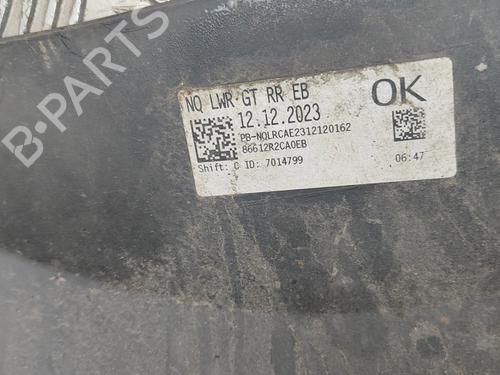 NQ LWR GT RR EB
OK
12.12.2023
PB-NQLRCAE2312120162
86612R2CA0EB
Shift: C ID: 7014799
06:47
B-PARTS